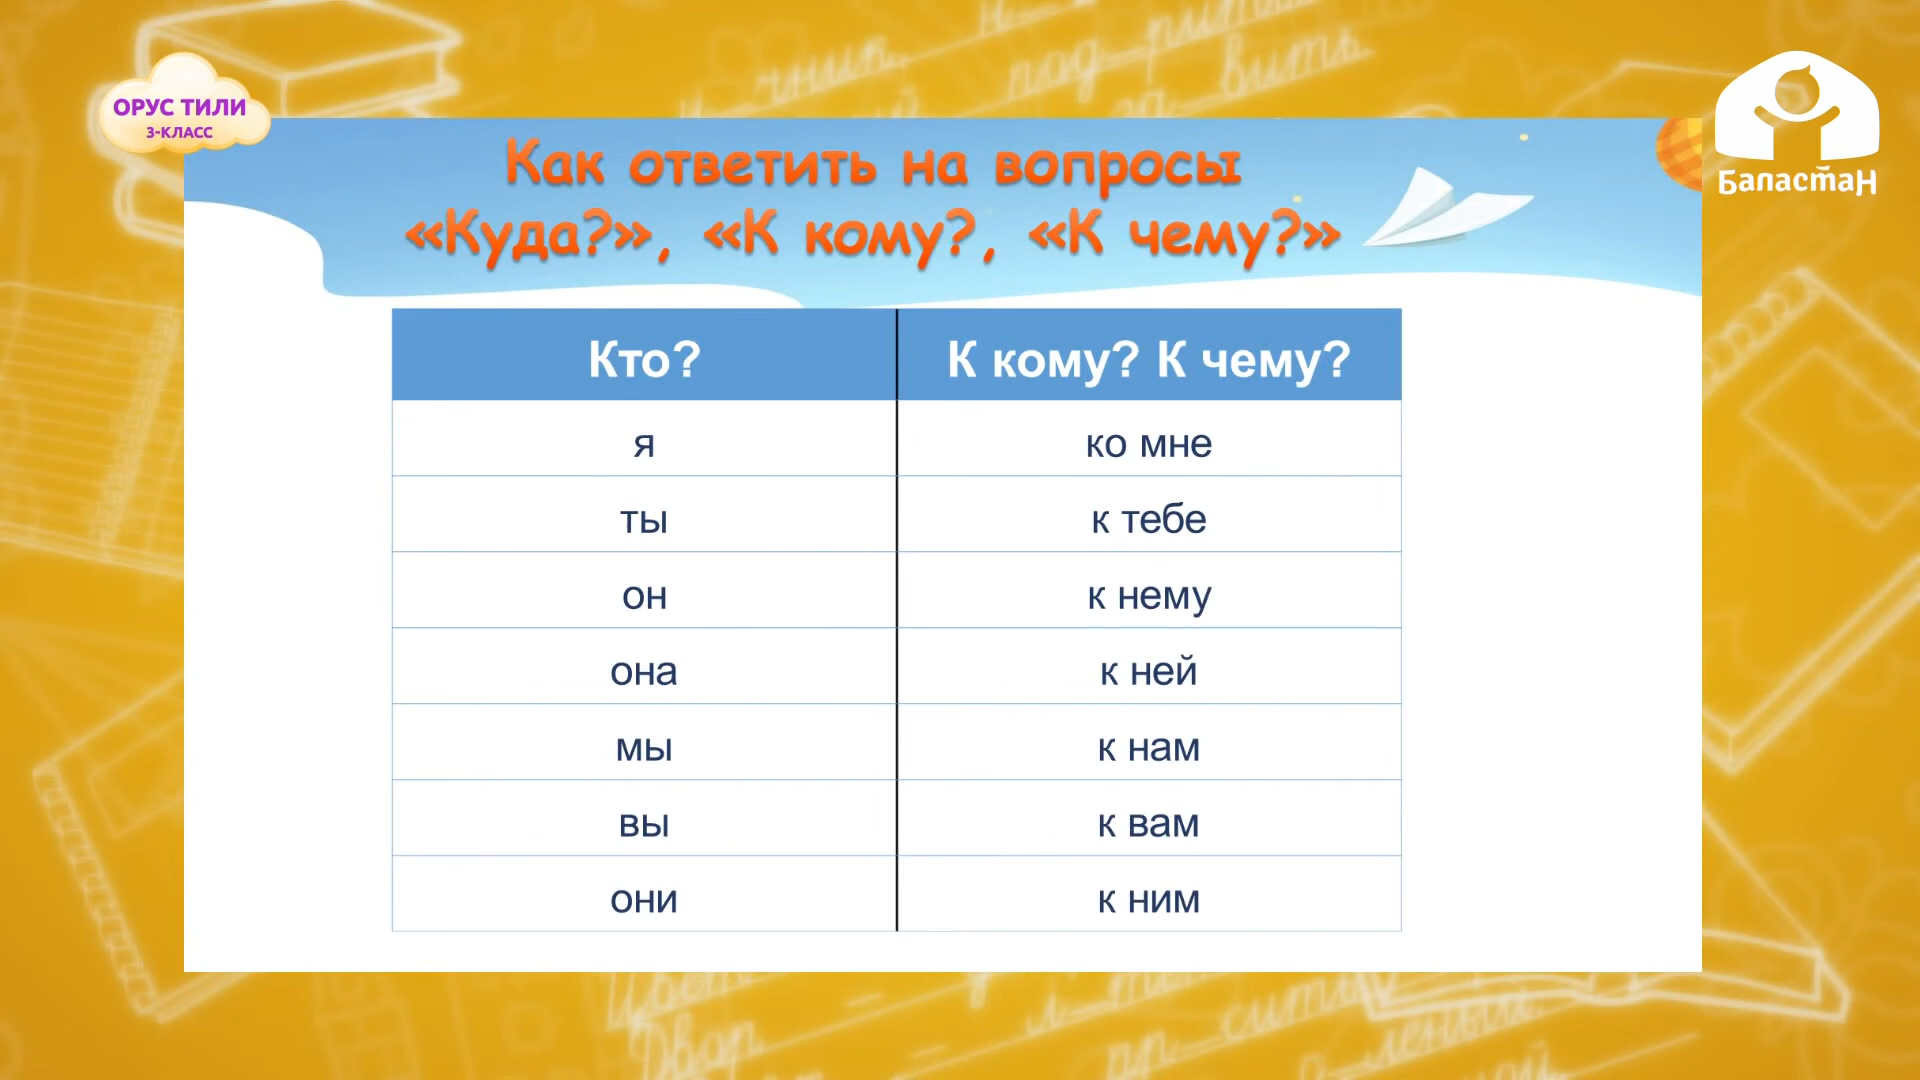 ОРУС ТИЛИ
3-КЛАСС
Баластан
Как ответить на вопросы
«Куда?», «К кому?, «К чему?»
Кто? К кому? К чему?
я ко мне
ты к тебе
он к нему
она к ней
мы к нам
вы к вам
они к ним